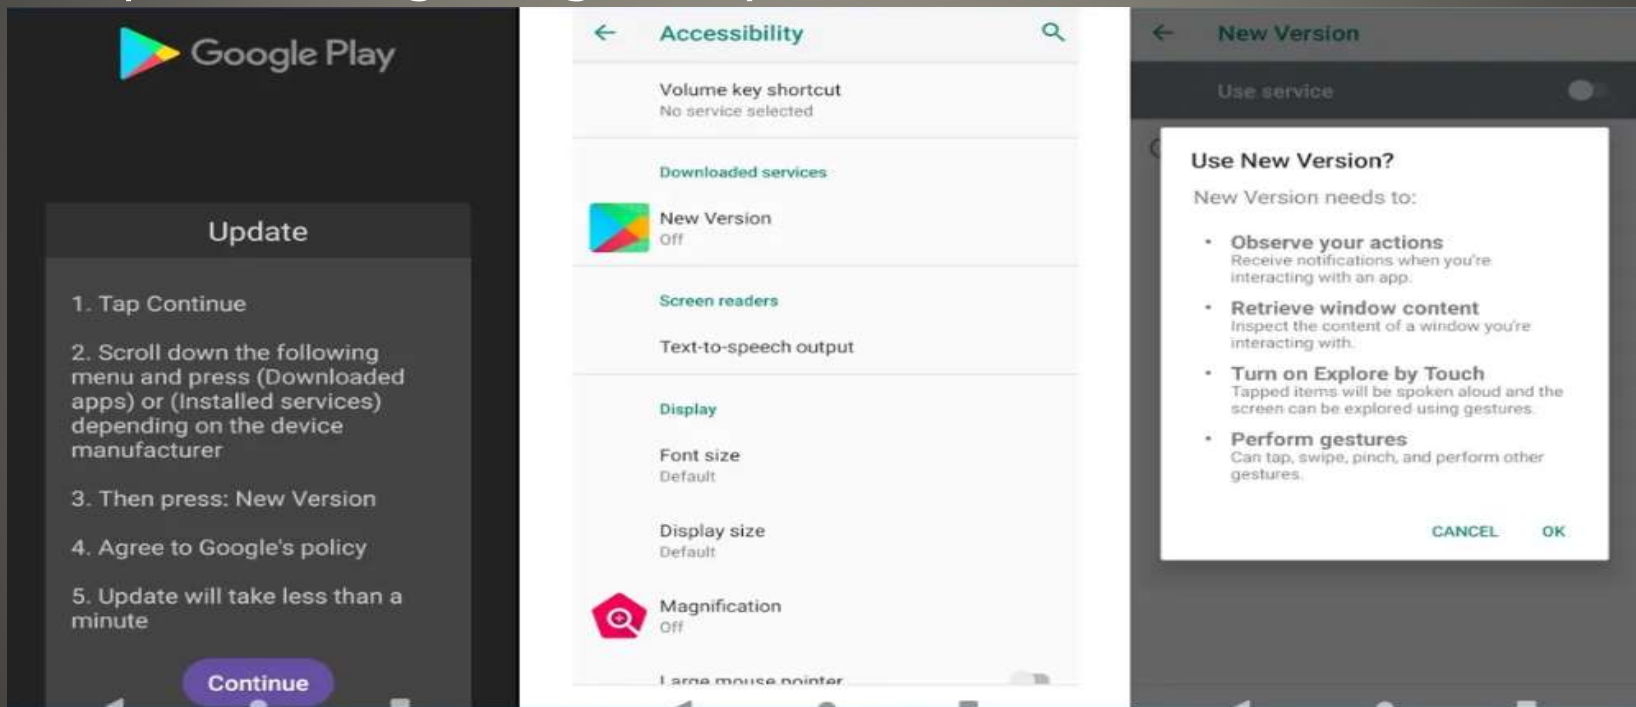 Google Play
Update
1. Tap Continue
2. Scroll down the following
menu and press (Downloaded
apps) or (Installed services)
depending on the device
manufacturer
3. Then press: New Version
4. Agree to Google's policy
5. Update will take less than a
minute
Continue
Accessibility
Volume key shortcut
No service selected
Downloaded services
New Version
Off
Screen readers
Text-to-speech output
Display
Font size
Default
Display size
Default
Magnification
Off
Large mouse pointer
New Version
Use service
Use New Version?
New Version needs to:
• Observe your actions
Receive notifications when you're
interacting with an app.
• Retrieve window content
Inspect the content of a window you're
interacting with.
• Turn on Explore by Touch
Tapped items will be spoken aloud and the
screen can be explored using gestures.
• Perform gestures
Can tap, swipe, pinch, and perform other
gestures.
CANCEL OK